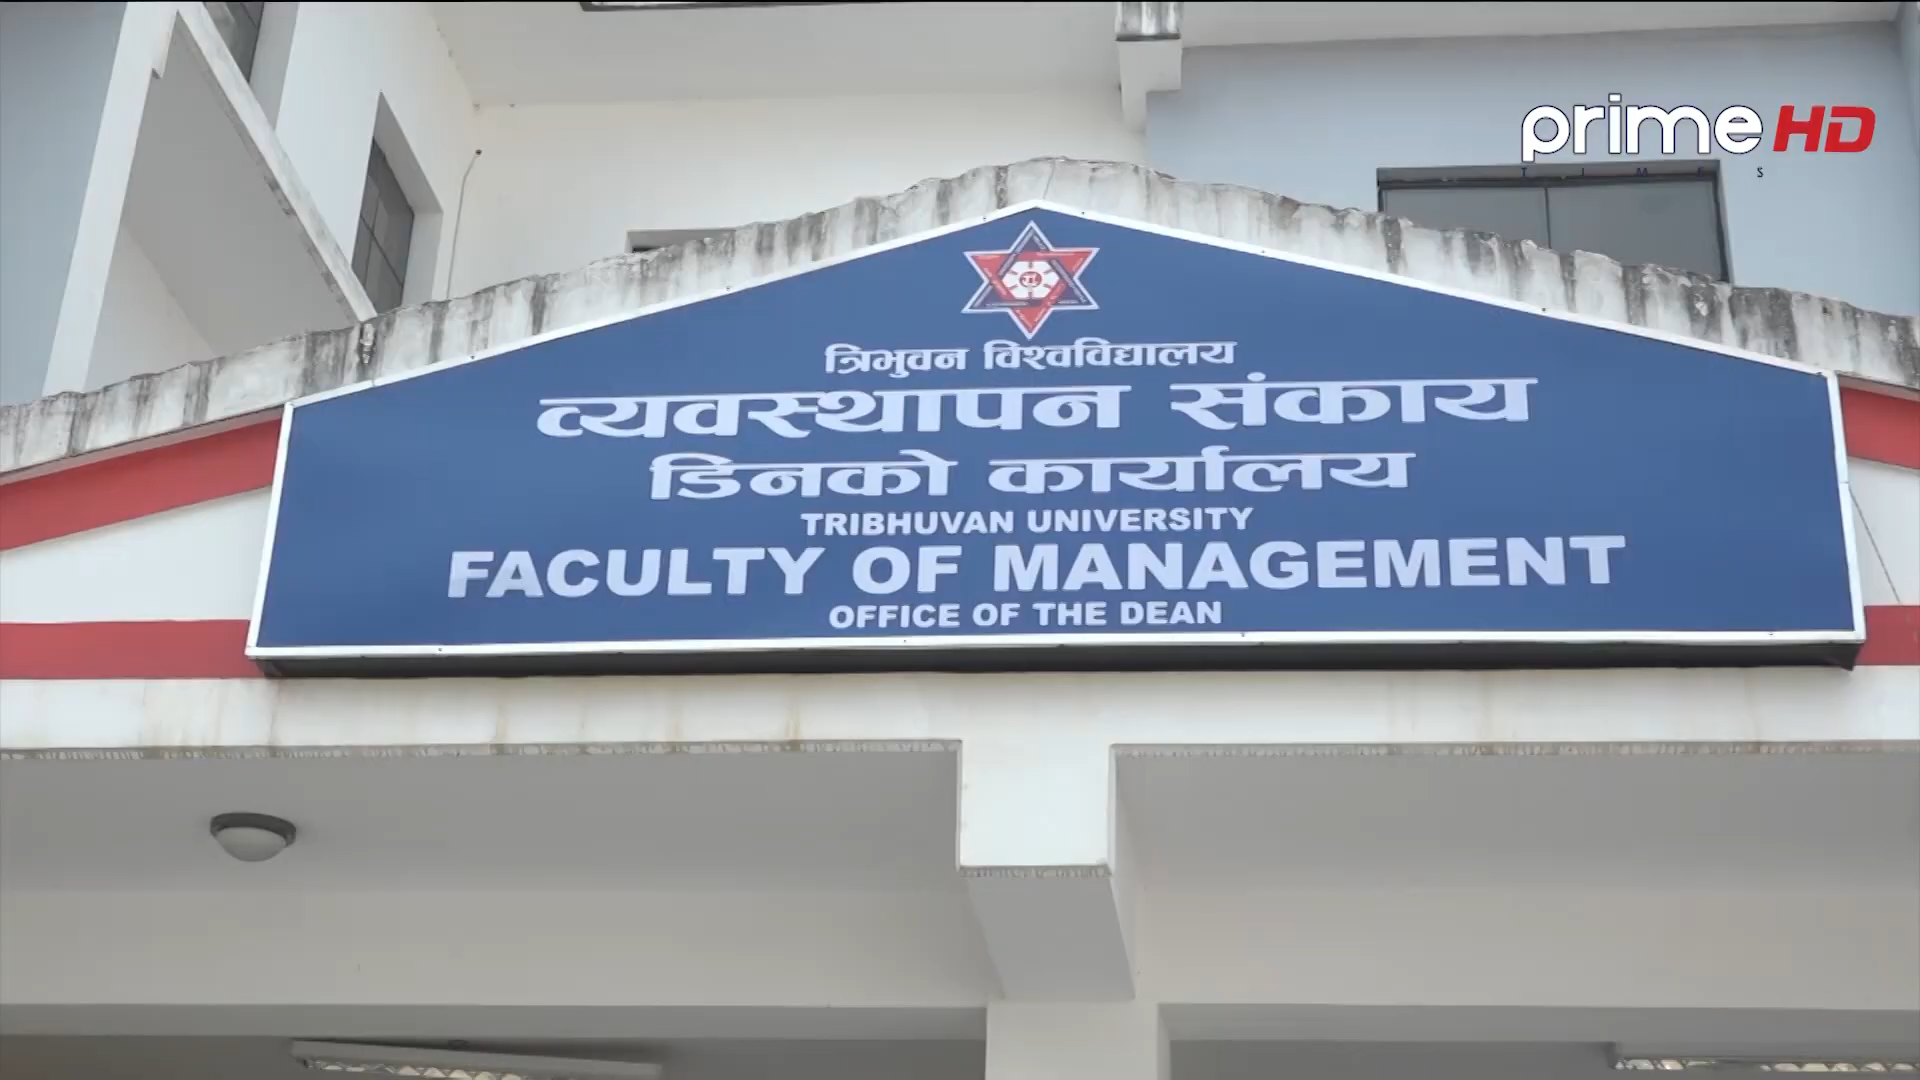 prime HD
T I M E S
त्रिभुवन विश्वविद्यालय
व्यवस्थापन संकाय
डिनको कार्यालय
TRIBHUVAN UNIVERSITY
FACULTY OF MANAGEMENT
OFFICE OF THE DEAN